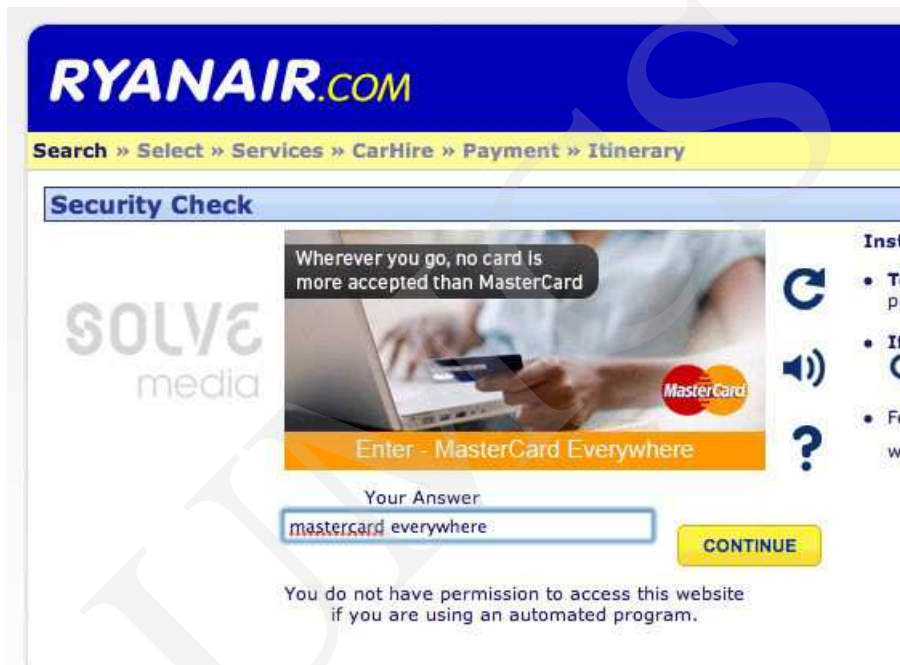 RYANAIR.COM
Search » Select » Services » CarHire » Payment » Itinerary
Security Check
Wherever you go, no card is
more accepted than MasterCard
SOLVE
media
MasterCard
Enter - MasterCard Everywhere
Your Answer
mastercard everywhere
CONTINUE
You do not have permission to access this website
if you are using an automated program.